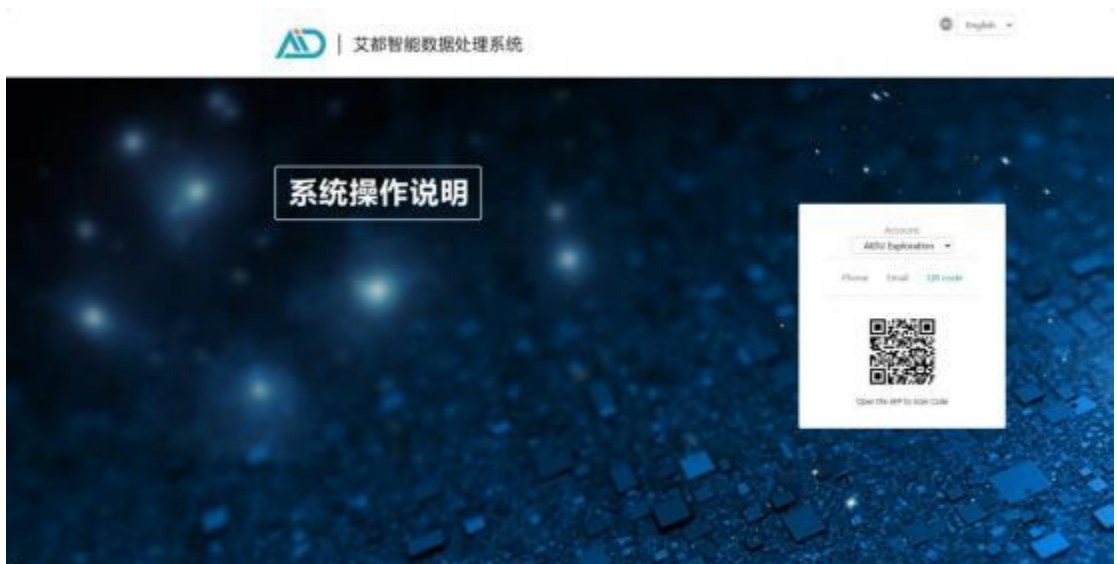 AID | 艾都智能数据处理系统
English
系统操作说明
Account
AIDU Exploration
Phone Email QR code
Open the APP to scan Code